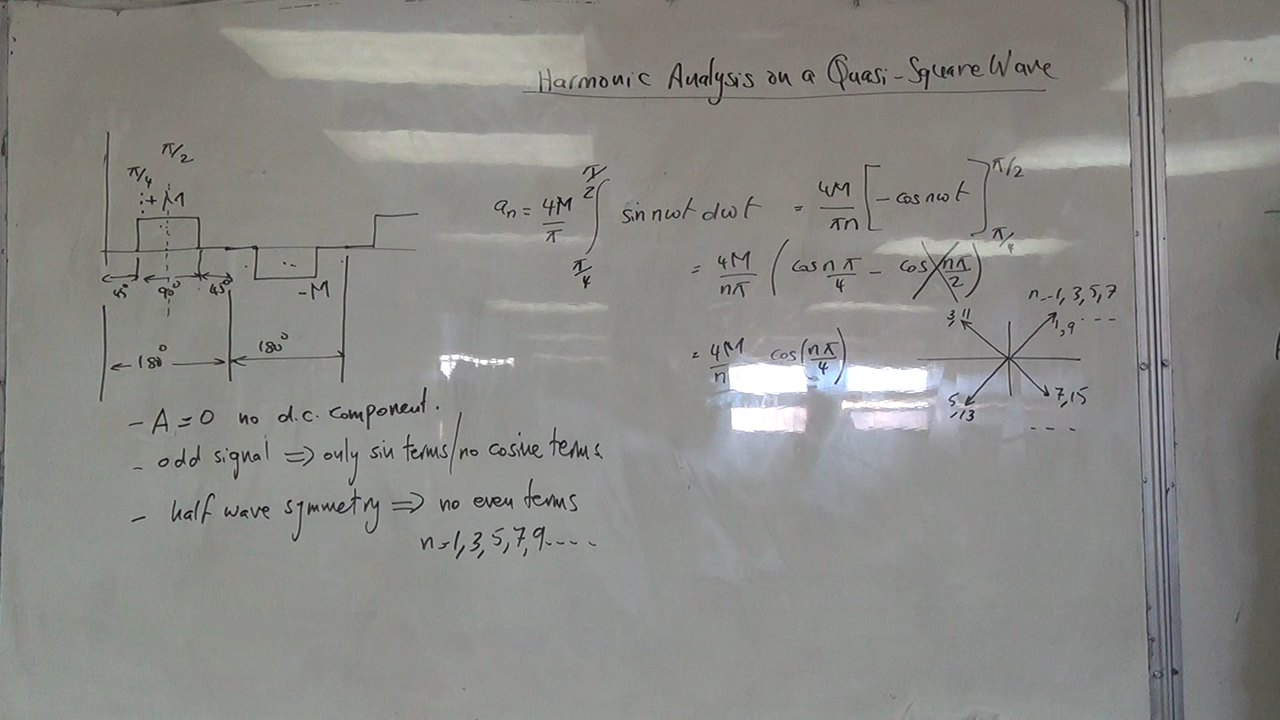 Harmonic Analysis on a Quasi-Square Wave
π/2
π/4
+M
45° 90° 45°
-M
180° 180°
aₙ = 4M/π ∫_{π/4}^{π/2} sin nωt dωt = 4M/πn [-cos nωt]_{π/4}^{π/2}
= 4M/nπ (cos nπ/4 - cos nπ/2)
= 4M/n cos(nπ/4)
n=1, 3, 5, 7
1,9 ---
3,11
5,13
7,15
----
- A=0 no d.c. component.
- odd signal ⇒ only sin terms/no cosine terms
- half wave symmetry ⇒ no even terms
n=1,3,5,7,9....